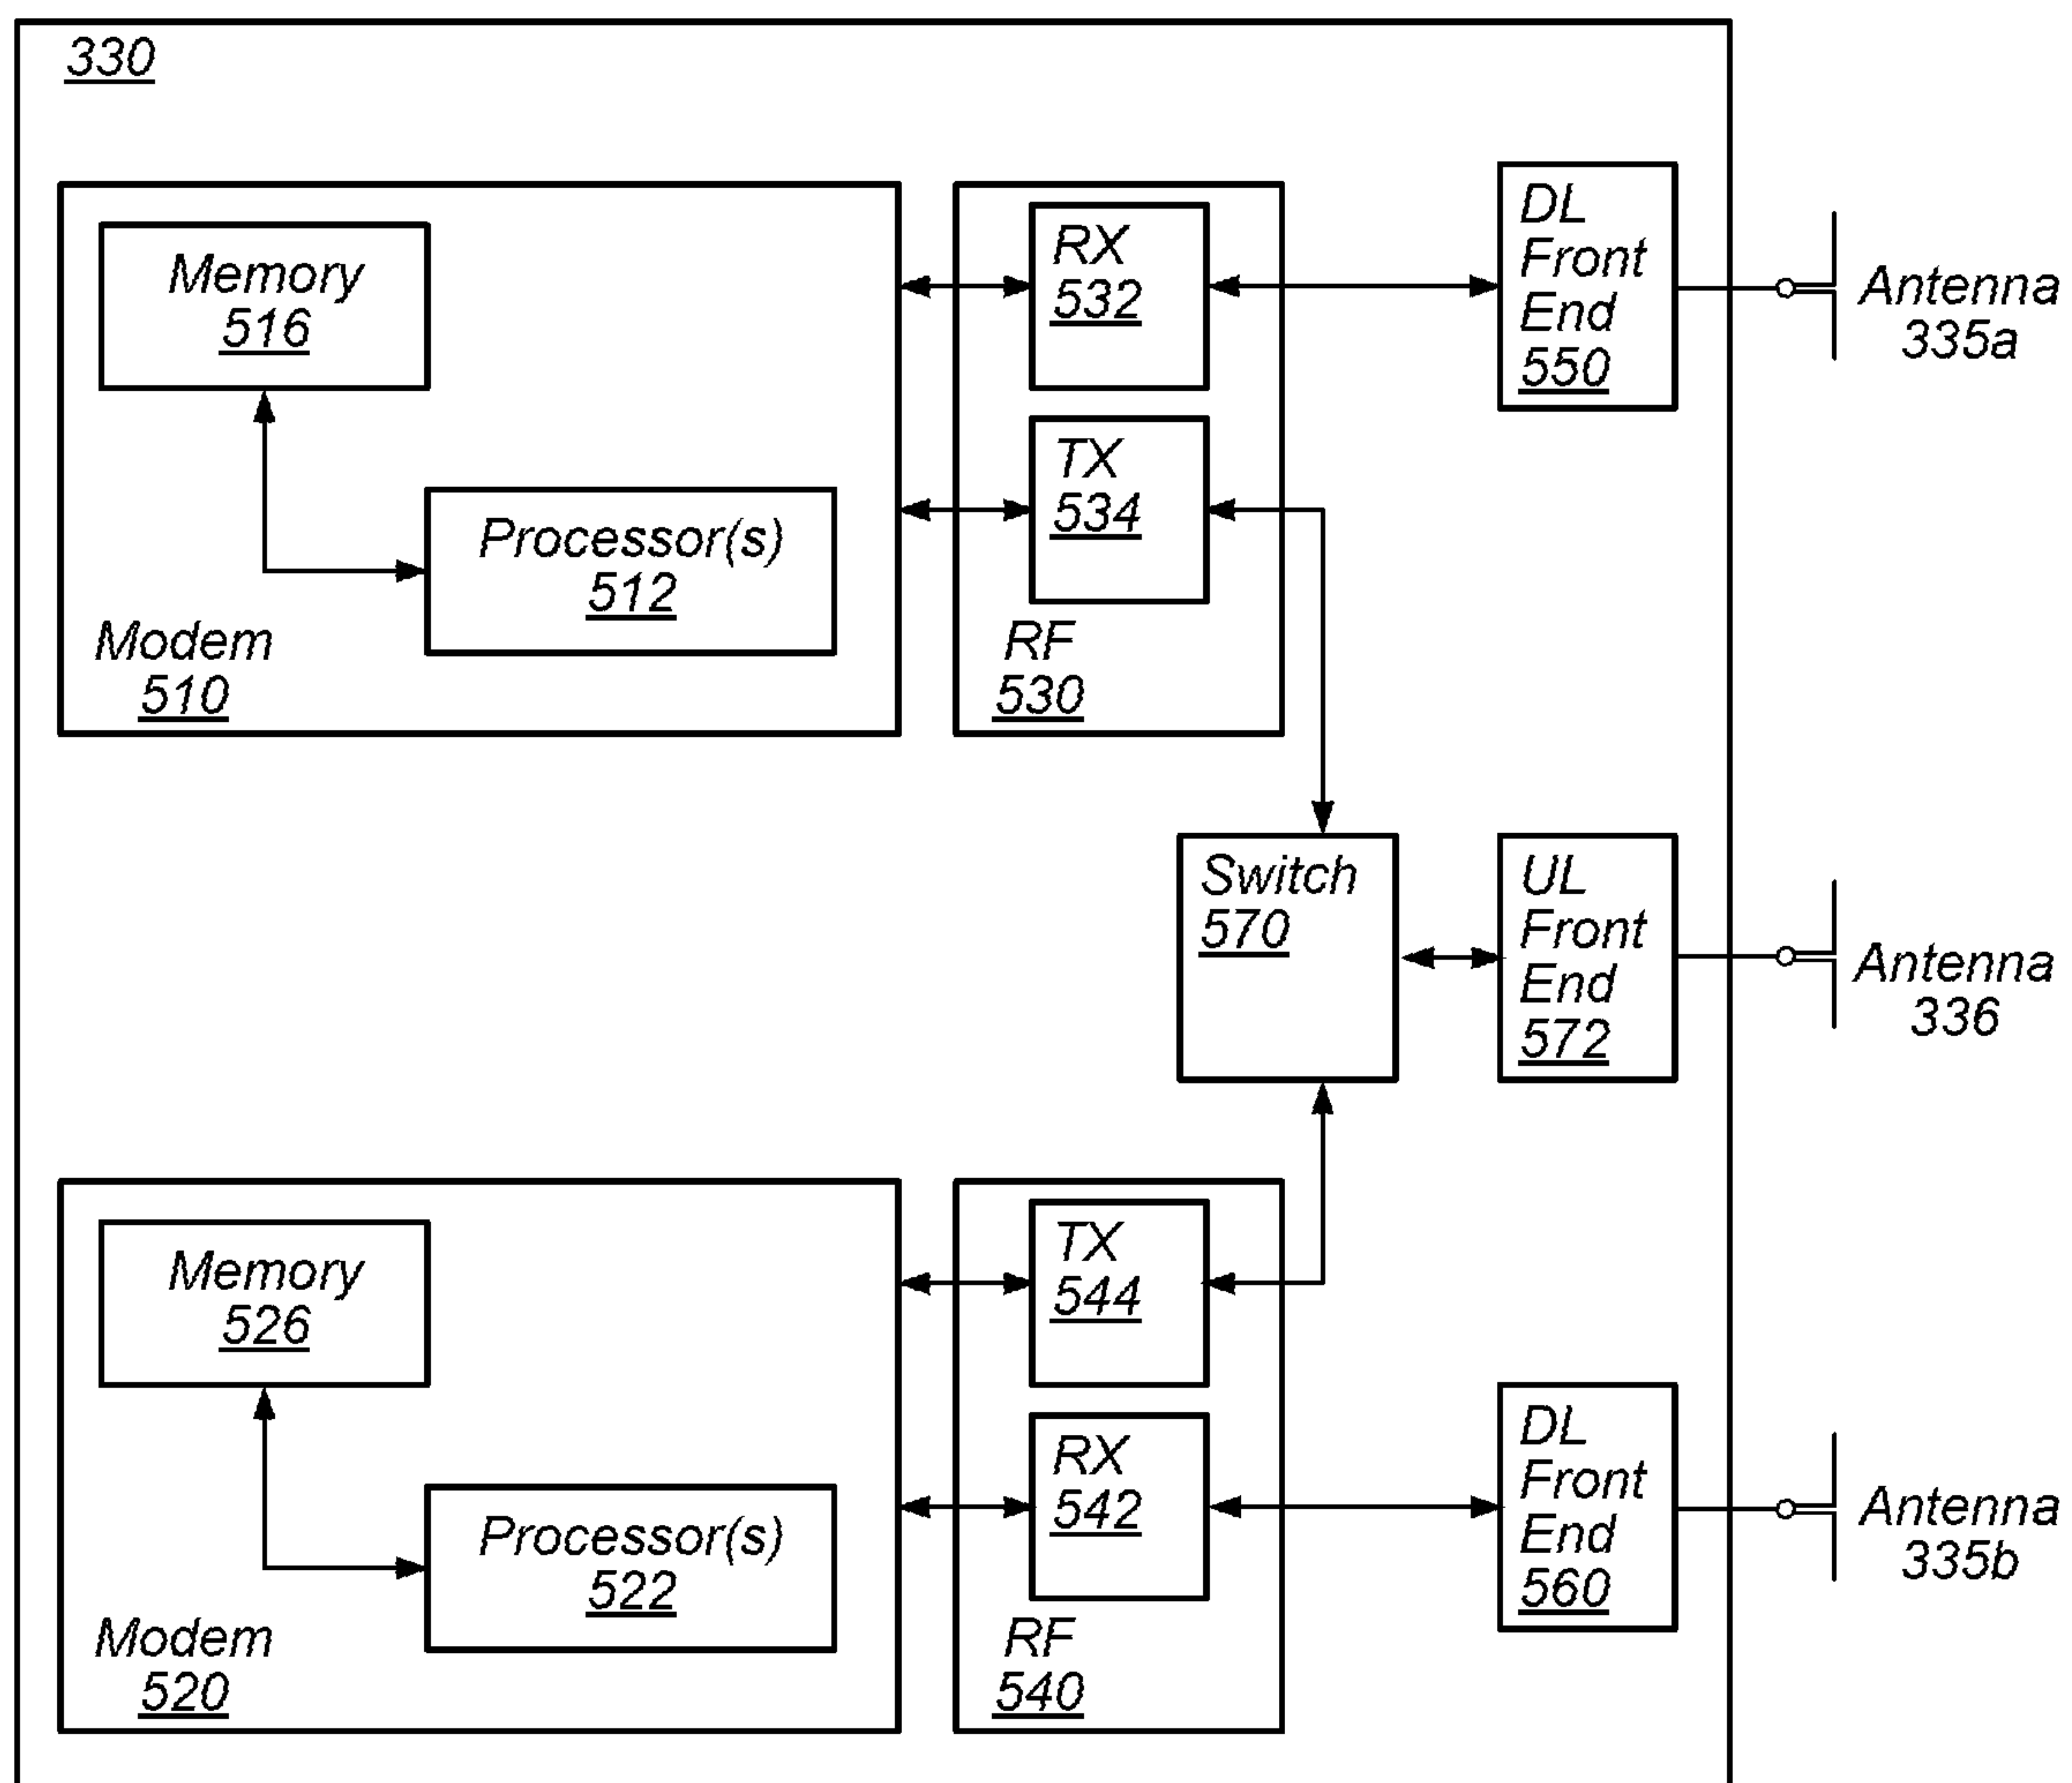 330
Memory
516
Processor(s)
512
Modem
510
RX
532
TX
534
RF
530
DL
Front
End
550
Antenna
335a
Switch
570
UL
Front
End
572
Antenna
336
Memory
526
Processor(s)
522
Modem
520
TX
544
RX
542
RF
540
DL
Front
End
560
Antenna
335b